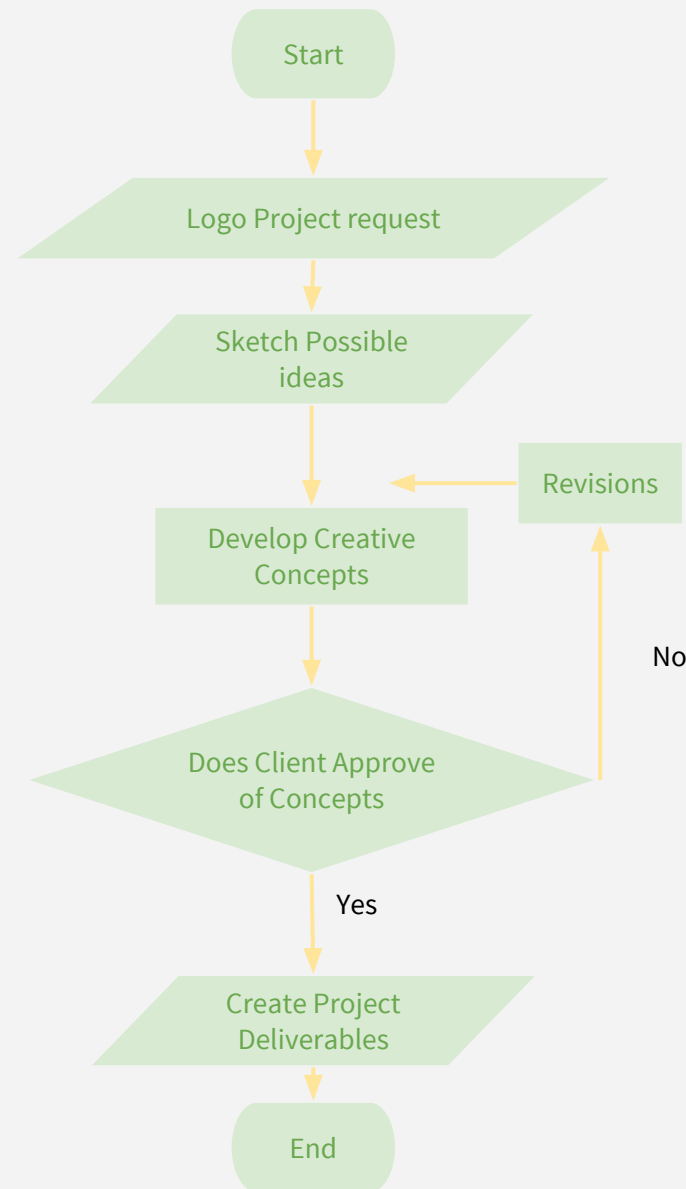 Start
Logo Project request
Sketch Possible
ideas
Revisions
Develop Creative
Concepts
No
Does Client Approve
of Concepts
Yes
Create Project
Deliverables
End